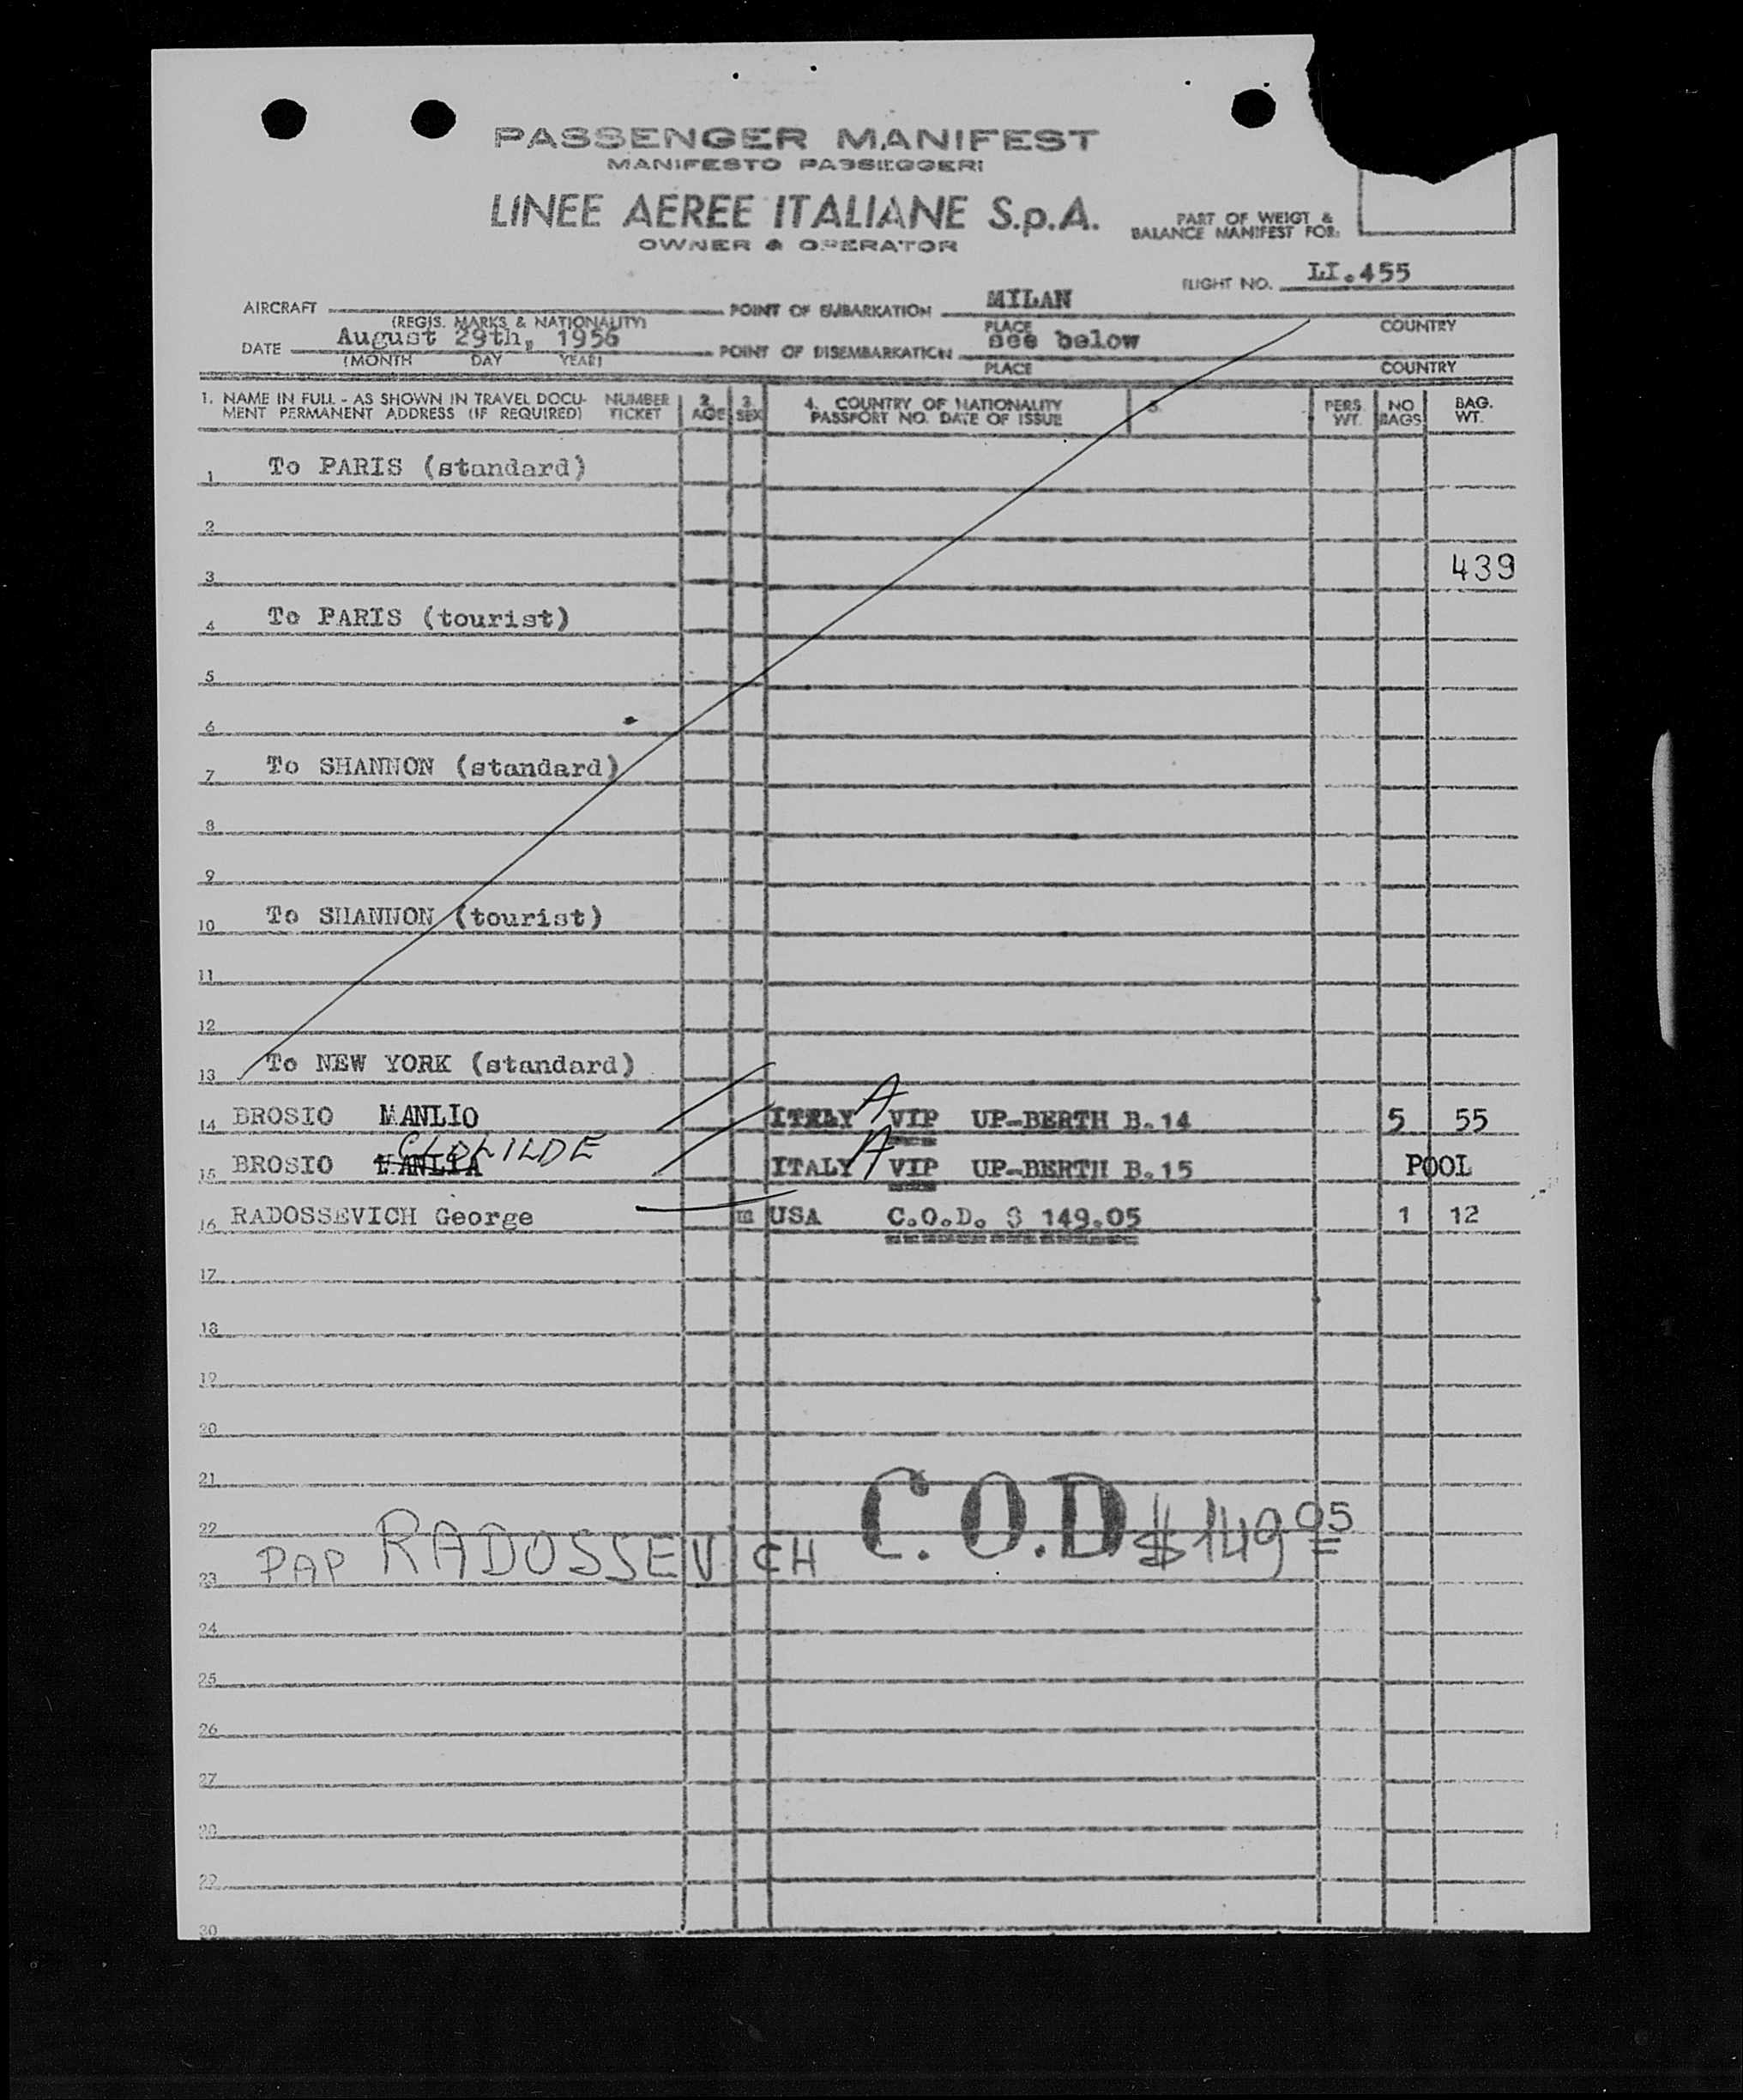 PASSENGER MANIFEST
MANIFESTO PASSEGGERI
LINEE AEREE ITALIANE S.p.A.
OWNER & OPERATOR
PART OF WEIGT &
BALANCE MANIFEST FOR:
FLIGHT NO. LI.455
AIRCRAFT POINT OF EMBARKATION MILAN
(REGIS. MARKS & NATIONALITY) PLACE COUNTRY
DATE August 29th, 1956 POINT OF DISEMBARKATION see below
(MONTH DAY YEAR) PLACE COUNTRY
1. NAME IN FULL - AS SHOWN IN TRAVEL DOCU- NUMBER 2. 3. 4. COUNTRY OF NATIONALITY 5. PERS. NO BAG.
MENT PERMANENT ADDRESS (IF REQUIRED) TICKET AGE SEX PASSPORT NO. DATE OF ISSUE WT. BAGS WT.
1 To PARIS (standard)
2
3 439
4 To PARIS (tourist)
5
6
7 To SHANNON (standard)
8
9
10 To SHANNON (tourist)
11
12
13 To NEW YORK (standard)
14 BROSIO MANLIO ITALY A VIP UP-BERTH B.14 5 55
CLOTILDE
15 BROSIO MANLIA ITALY A VIP UP-BERTH B.15 POOL
16 RADOSSEVICH George m USA C.O.D. $ 149.05 1 12
17
18
19
20
21
22
PAP RADOSSEVICH C.O.D $ 149 05
23
24
25
26
27
28
29
30